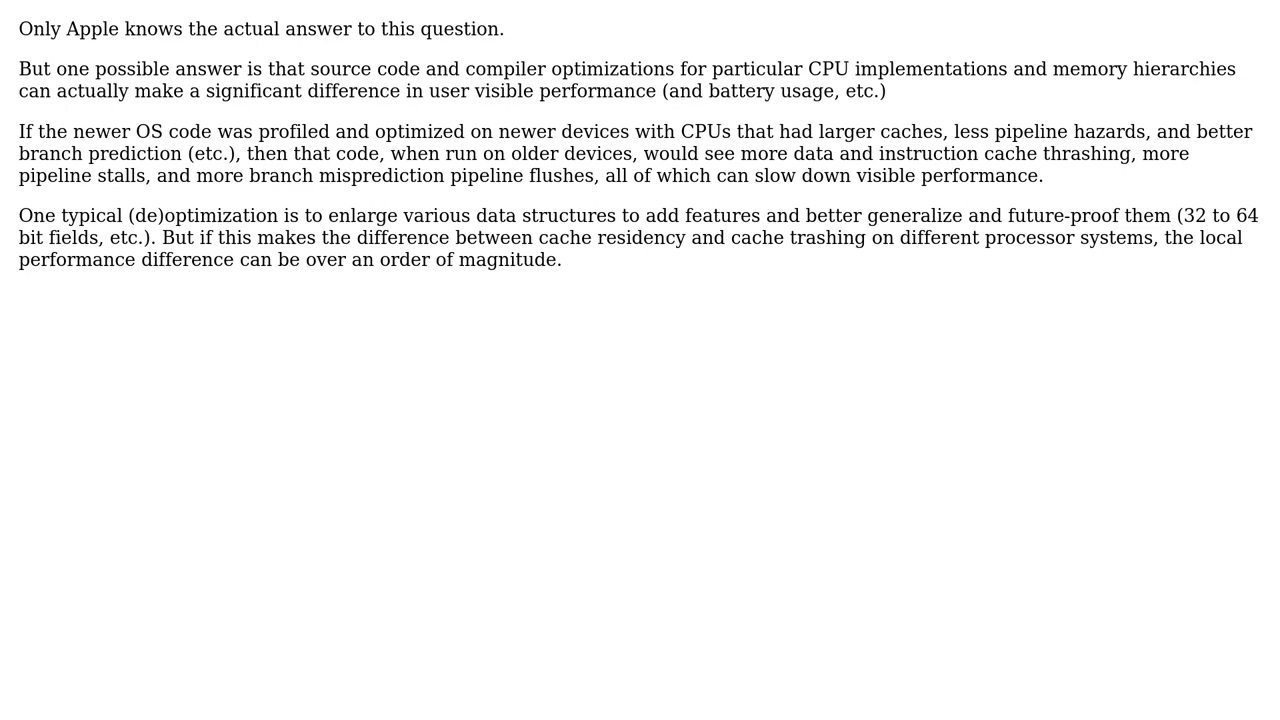 Only Apple knows the actual answer to this question.
But one possible answer is that source code and compiler optimizations for particular CPU implementations and memory hierarchies
can actually make a significant difference in user visible performance (and battery usage, etc.)
If the newer OS code was profiled and optimized on newer devices with CPUs that had larger caches, less pipeline hazards, and better
branch prediction (etc.), then that code, when run on older devices, would see more data and instruction cache thrashing, more
pipeline stalls, and more branch misprediction pipeline flushes, all of which can slow down visible performance.
One typical (de)optimization is to enlarge various data structures to add features and better generalize and future-proof them (32 to 64
bit fields, etc.). But if this makes the difference between cache residency and cache trashing on different processor systems, the local
performance difference can be over an order of magnitude.